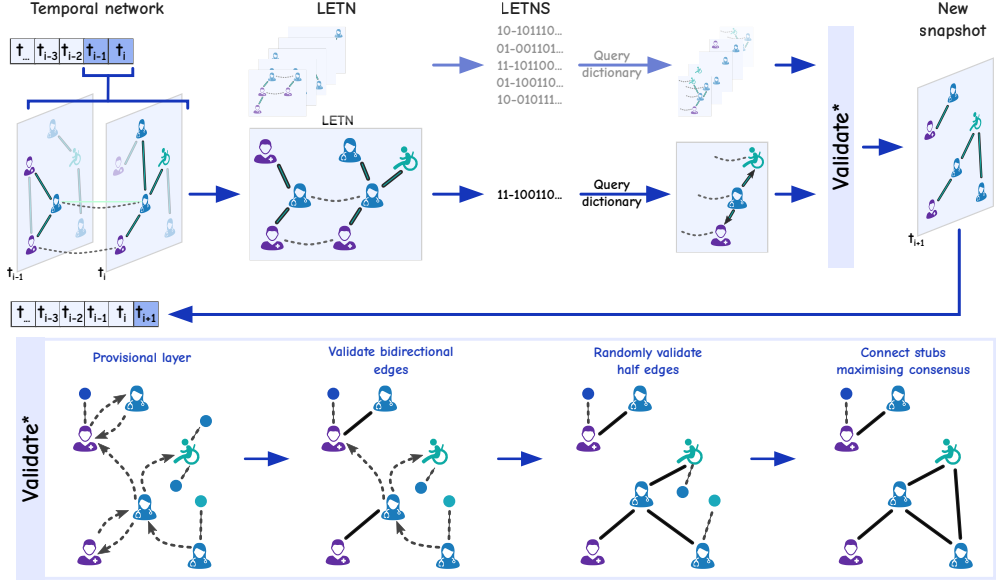 Temporal network
LETN
LETNS
New
snapshot
t... ti-3 ti-2 ti-1 ti
10-101110...
01-001101...
11-101100...
01-100110...
10-010111...
Query
dictionary
LETN
11-100110...
Query
dictionary
Validate*
ti-1
ti
ti+1
t... ti-3 ti-2 ti-1 ti ti+1
Validate*
Provisional layer
Validate bidirectional
edges
Randomly validate
half edges
Connect stubs
maximising consensus